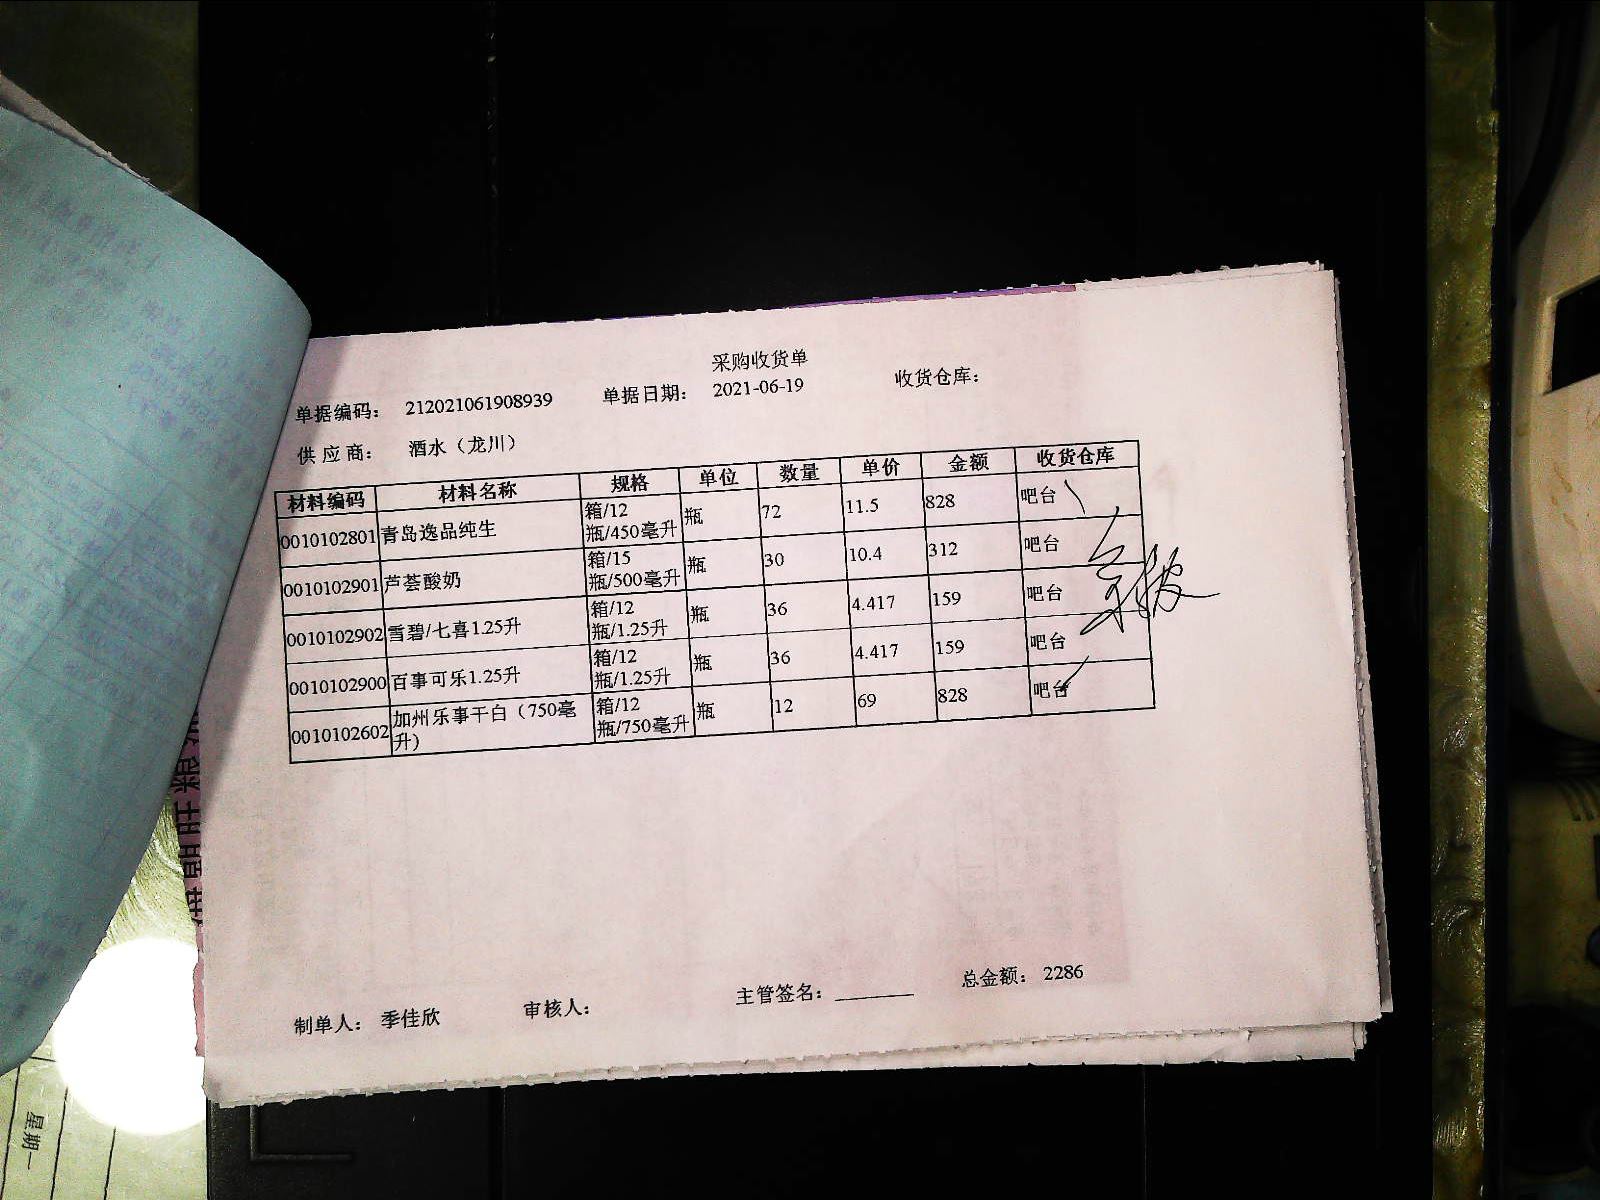 采购收货单
单据编码： 212021061908939 单据日期： 2021-06-19 收货仓库：
供 应 商： 酒水（龙川）
材料编码 材料名称 规格 单位 数量 单价 金额 收货仓库
0010102801 青岛逸品纯生 箱/12瓶/450毫升 瓶 72 11.5 828 吧台
0010102901 芦荟酸奶 箱/15瓶/500毫升 瓶 30 10.4 312 吧台
0010102902 雪碧/七喜1.25升 箱/12瓶/1.25升 瓶 36 4.417 159 吧台
0010102900 百事可乐1.25升 箱/12瓶/1.25升 瓶 36 4.417 159 吧台
0010102602 加州乐事干白（750毫升） 箱/12瓶/750毫升 瓶 12 69 828 吧台
制单人： 季佳欣 审核人： 主管签名： 总金额： 2286
星期一